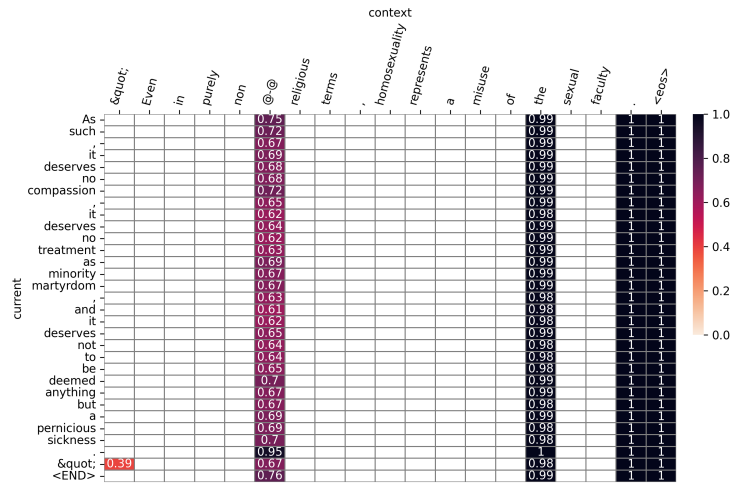 context
&quot; Even in purely non @-@ religious terms , homosexuality represents a misuse of the sexual faculty . <eos>
current
As 0.75 0.99 1 1
such 0.72 0.99 1 1
, 0.67 0.99 1 1
it 0.69 0.99 1 1
deserves 0.68 0.99 1 1
no 0.68 0.99 1 1
compassion 0.72 0.99 1 1
, 0.65 0.99 1 1
it 0.62 0.98 1 1
deserves 0.64 0.99 1 1
no 0.62 0.99 1 1
treatment 0.63 0.99 1 1
as 0.69 0.99 1 1
minority 0.67 0.99 1 1
martyrdom 0.67 0.99 1 1
, 0.63 0.98 1 1
and 0.61 0.98 1 1
it 0.62 0.98 1 1
deserves 0.65 0.99 1 1
not 0.64 0.98 1 1
to 0.64 0.98 1 1
be 0.65 0.98 1 1
deemed 0.7 0.99 1 1
anything 0.67 0.99 1 1
but 0.67 0.98 1 1
a 0.69 0.99 1 1
pernicious 0.69 0.98 1 1
sickness 0.7 0.98 1 1
. 0.95 1 1 1
&quot; 0.39 0.67 0.98 1 1
<END> 0.76 0.99 1 1
1.0
0.8
0.6
0.4
0.2
0.0